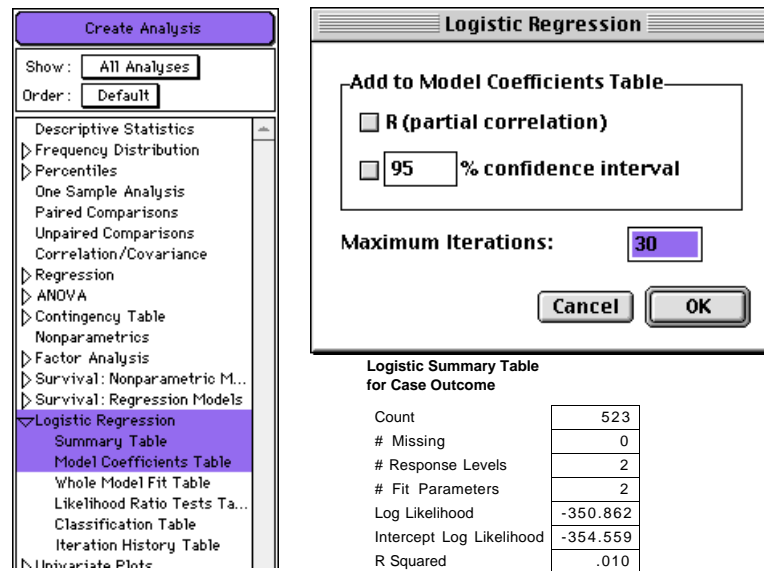 Create Analysis
Show: All Analyses
Order: Default
Descriptive Statistics
Frequency Distribution
Percentiles
One Sample Analysis
Paired Comparisons
Unpaired Comparisons
Correlation/Covariance
Regression
ANOVA
Contingency Table
Nonparametrics
Factor Analysis
Survival: Nonparametric M...
Survival: Regression Models
Logistic Regression
Summary Table
Model Coefficients Table
Whole Model Fit Table
Likelihood Ratio Tests Ta...
Classification Table
Iteration History Table
Univariate Plots
Logistic Regression
Add to Model Coefficients Table
R (partial correlation)
95 % confidence interval
Maximum Iterations: 30
Cancel OK
Logistic Summary Table
for Case Outcome
Count 523
# Missing 0
# Response Levels 2
# Fit Parameters 2
Log Likelihood -350.862
Intercept Log Likelihood -354.559
R Squared .010